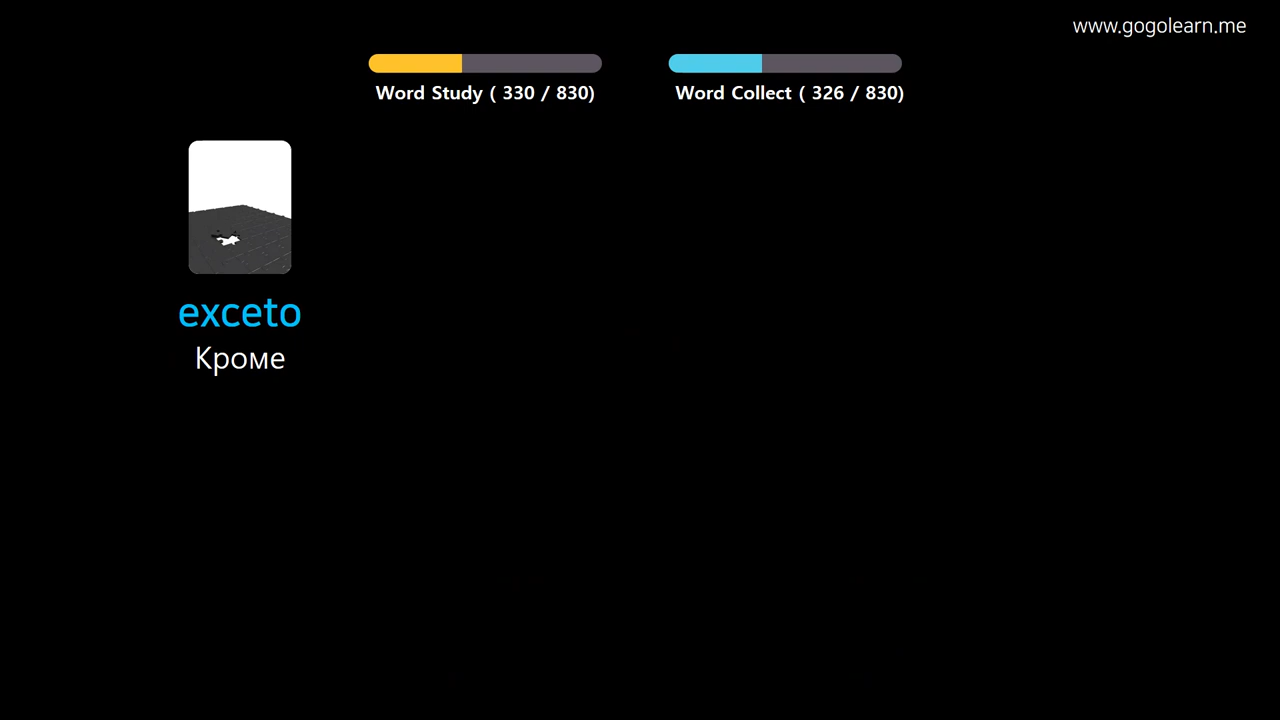 www.gogolearn.me
Word Study ( 330 / 830)
Word Collect ( 326 / 830)
exceto
Кроме